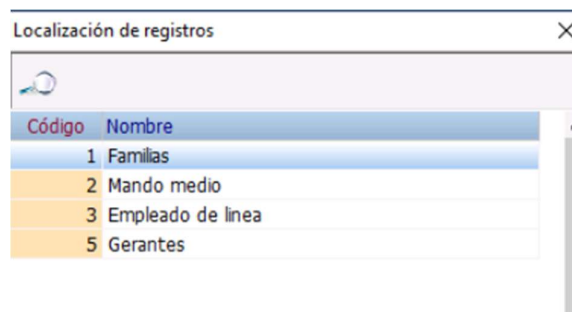 Localización de registros
Código Nombre
1 Familias
2 Mando medio
3 Empleado de linea
5 Gerantes